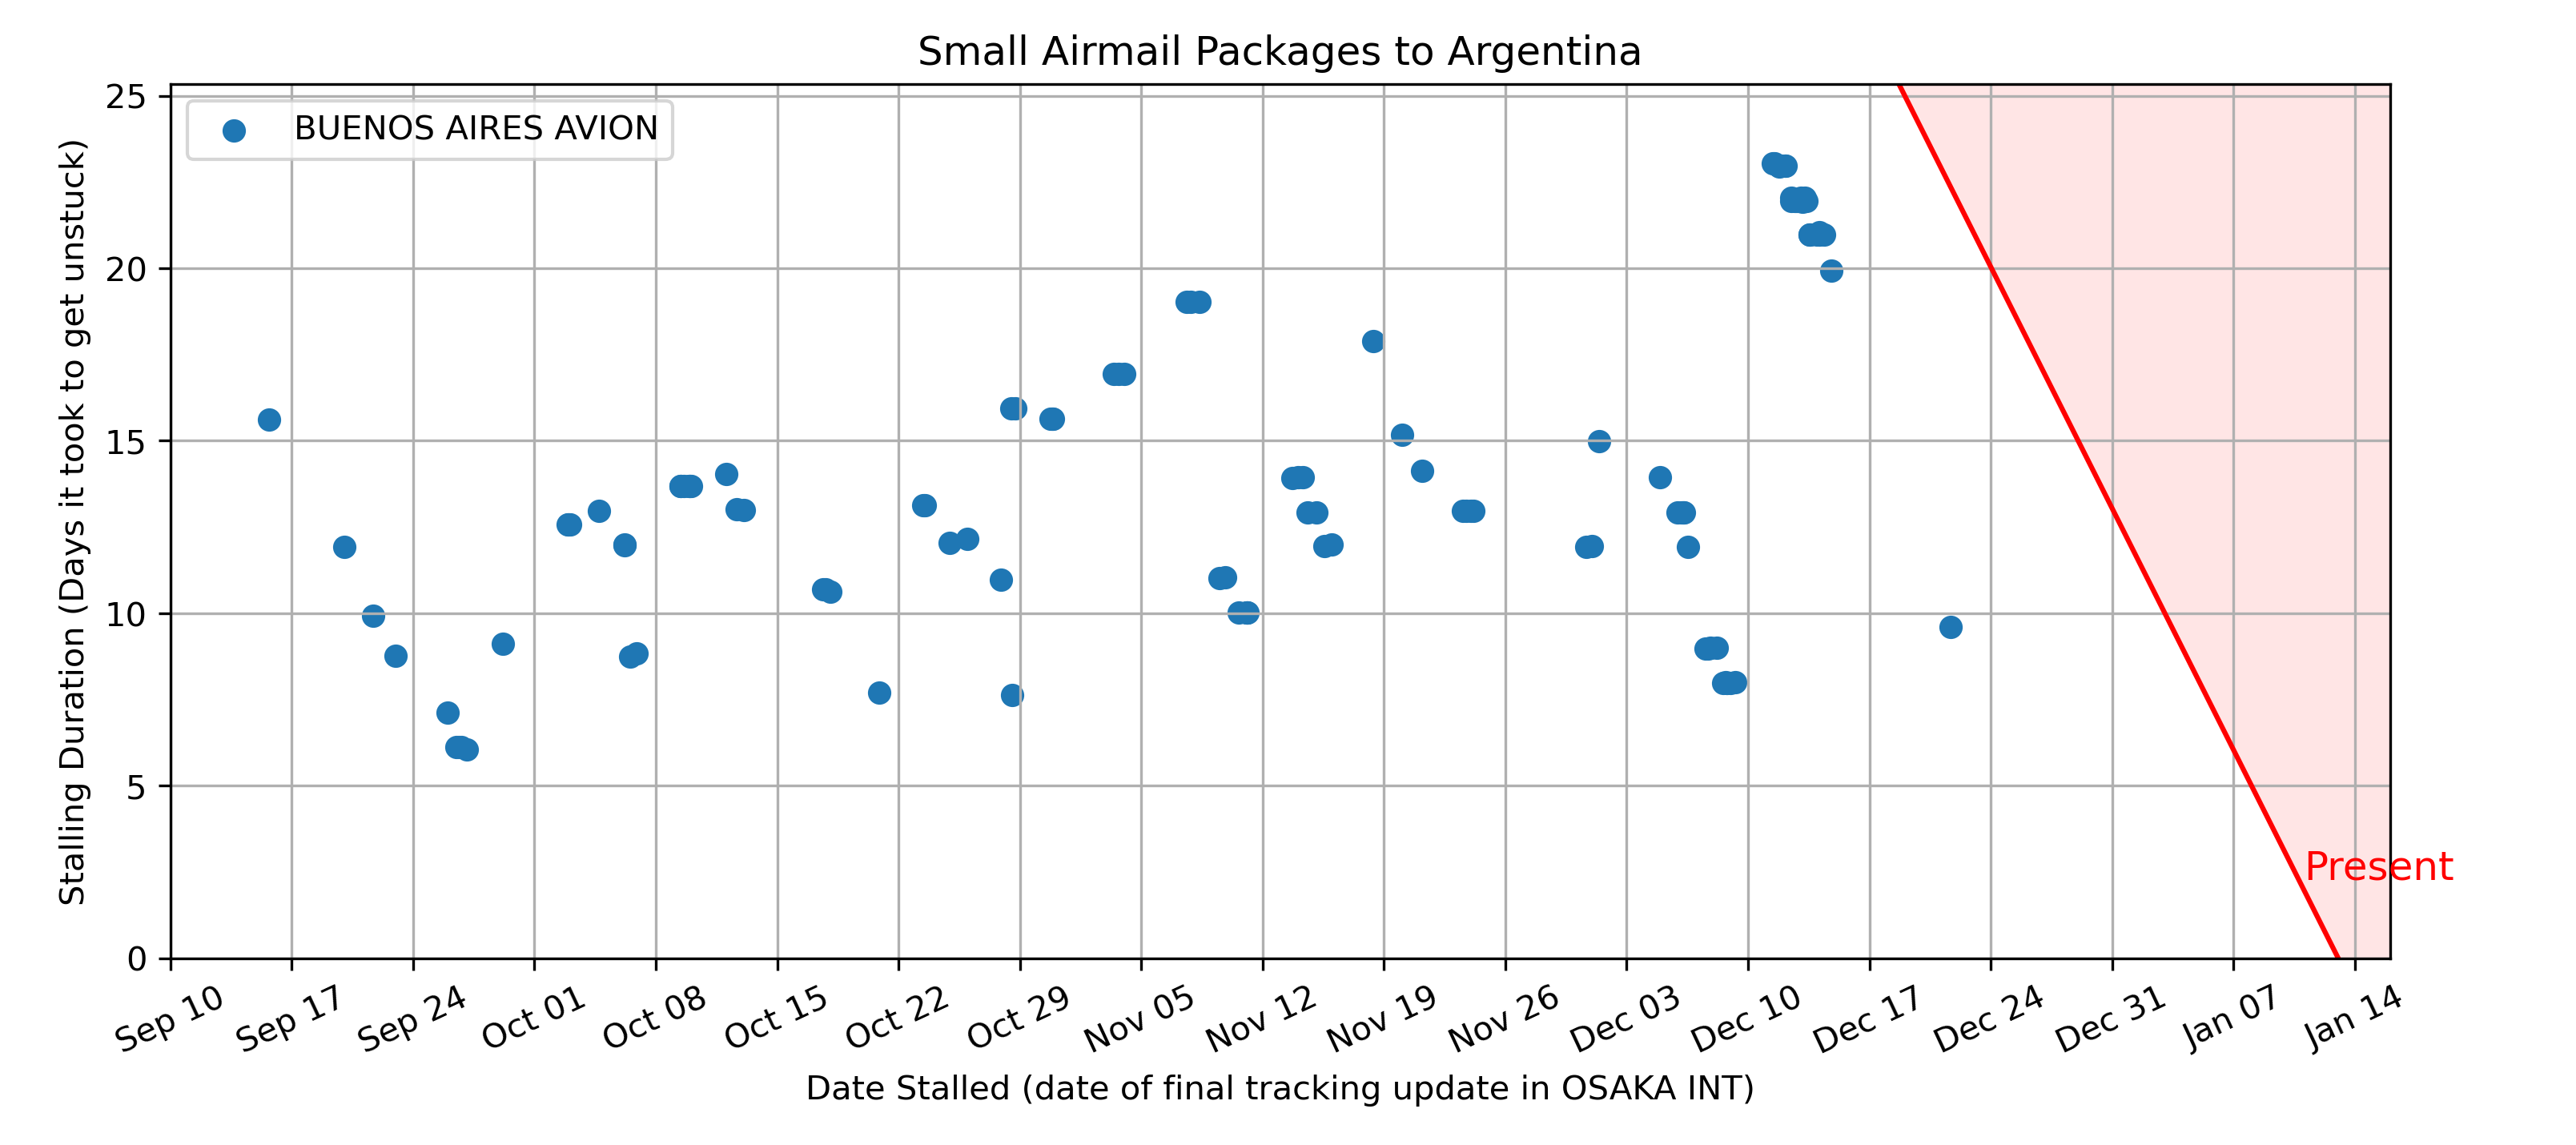 Small Airmail Packages to Argentina
BUENOS AIRES AVION
Stalling Duration (Days it took to get unstuck)
25
20
15
10
5
0
Present
Sep 10
Sep 17
Sep 24
Oct 01
Oct 08
Oct 15
Oct 22
Oct 29
Nov 05
Nov 12
Nov 19
Nov 26
Dec 03
Dec 10
Dec 17
Dec 24
Dec 31
Jan 07
Jan 14
Date Stalled (date of final tracking update in OSAKA INT)